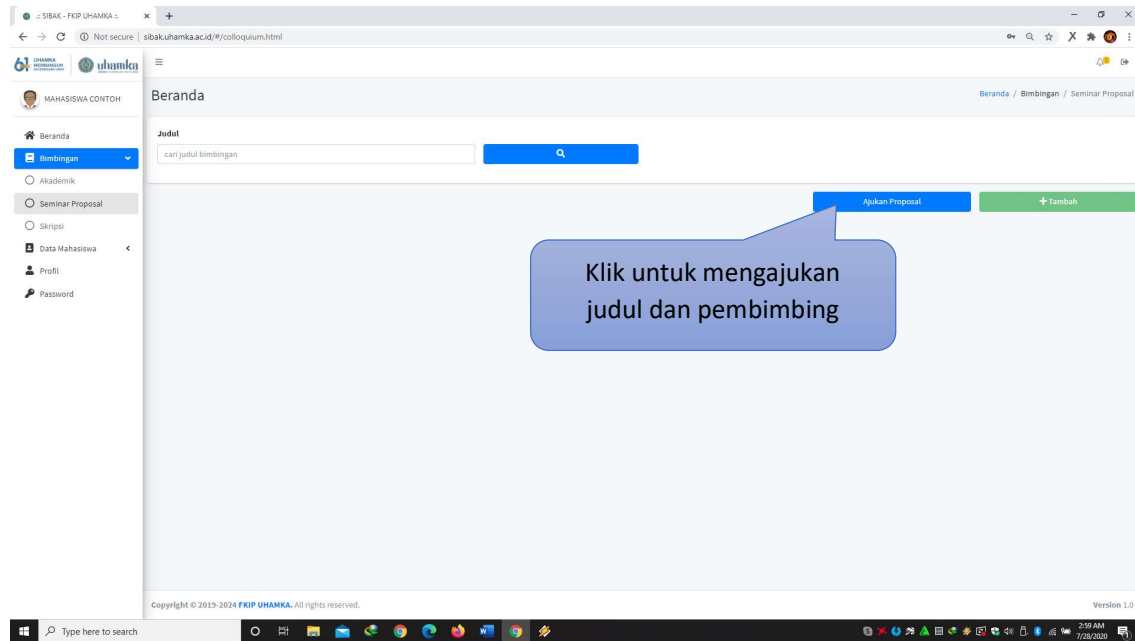 .:: SIBAK - FKIP UHAMKA ::.
Not secure | sibak.uhamka.ac.id/#/colloquium.html
61 UHAMKA
uhamka
MAHASISWA CONTOH
Beranda
Beranda / Bimbingan / Seminar Proposal
Beranda
Bimbingan
Akademik
Seminar Proposal
Skripsi
Data Mahasiswa
Profil
Password
Judul
cari judul bimbingan
Ajukan Proposal
+ Tambah
Klik untuk mengajukan
judul dan pembimbing
Copyright © 2019-2024 FKIP UHAMKA. All rights reserved.
Version 1.0
Type here to search
2:59 AM
7/28/2020